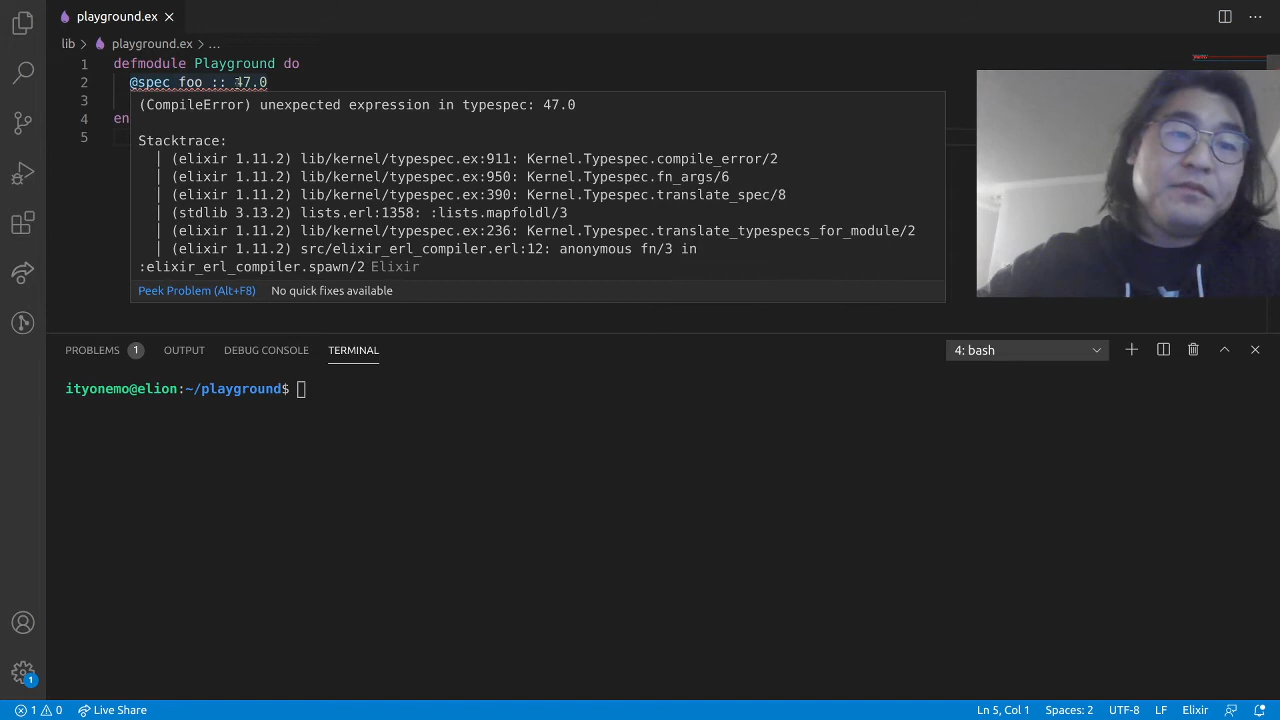 playground.ex
lib playground.ex ...
1 defmodule Playground do
2 @spec foo :: 47.0
3
4 en
5
(CompileError) unexpected expression in typespec: 47.0
Stacktrace:
│ (elixir 1.11.2) lib/kernel/typespec.ex:911: Kernel.Typespec.compile_error/2
│ (elixir 1.11.2) lib/kernel/typespec.ex:950: Kernel.Typespec.fn_args/6
│ (elixir 1.11.2) lib/kernel/typespec.ex:390: Kernel.Typespec.translate_spec/8
│ (stdlib 3.13.2) lists.erl:1358: :lists.mapfoldl/3
│ (elixir 1.11.2) lib/kernel/typespec.ex:236: Kernel.Typespec.translate_typespecs_for_module/2
│ (elixir 1.11.2) src/elixir_erl_compiler.erl:12: anonymous fn/3 in
:elixir_erl_compiler.spawn/2 Elixir
Peek Problem (Alt+F8) No quick fixes available
PROBLEMS 1 OUTPUT DEBUG CONSOLE TERMINAL 4: bash
ityonemo@elion:~/playground$
1
1 0 Live Share Ln 5, Col 1 Spaces: 2 UTF-8 LF Elixir